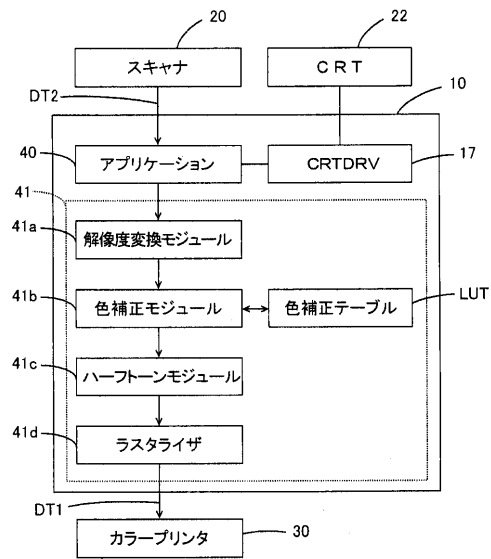 20
22
スキャナ
CRT
DT2
10
40
アプリケーション
CRTDRV
17
41
41a
解像度変換モジュール
41b
色補正モジュール
色補正テーブル
LUT
41c
ハーフトーンモジュール
41d
ラスタライザ
DT1
カラープリンタ
30